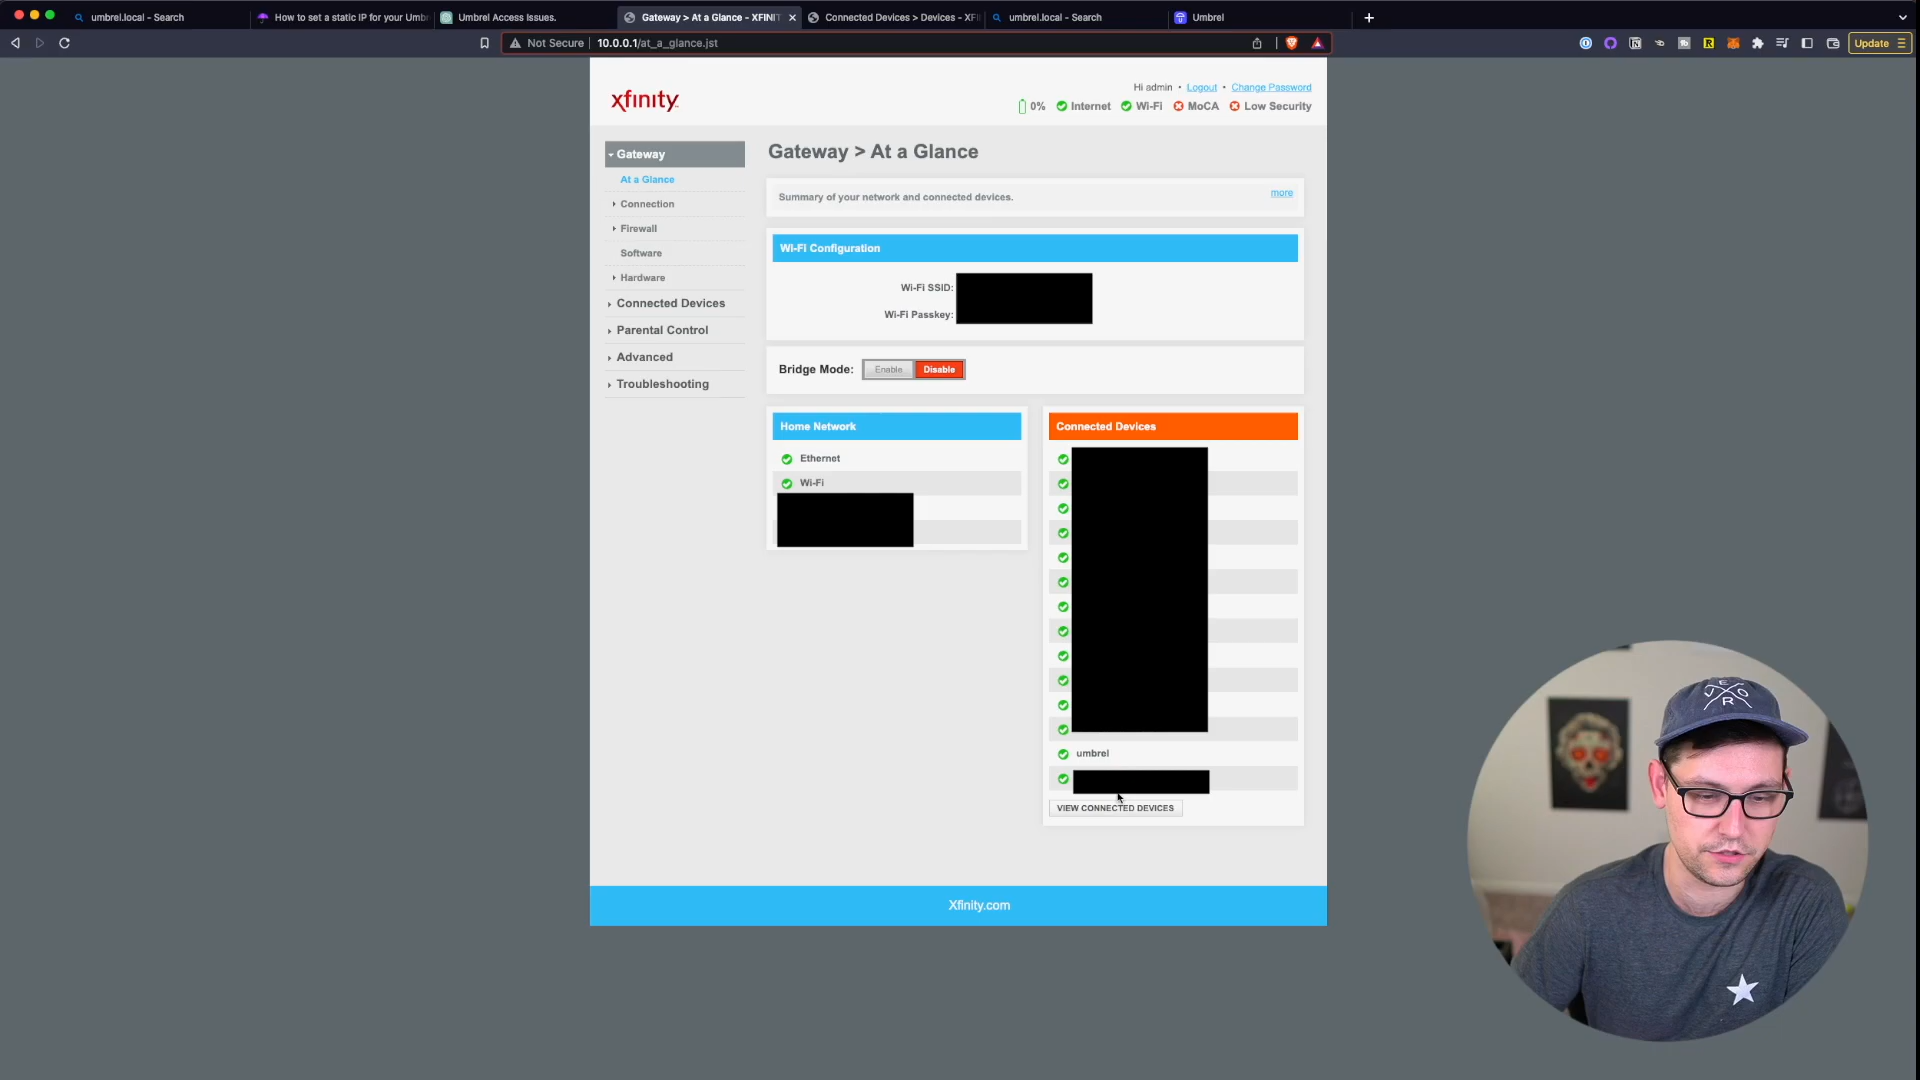 umbrel.local - Search
How to set a static IP for your Umbr
Umbrel Access Issues.
Gateway > At a Glance - XFINIT
Connected Devices > Devices - XFI
umbrel.local - Search
Umbrel
Not Secure
10.0.0.1/at_a_glance.jst
Update
xfinity
Hi admin • Logout • Change Password
0% Internet Wi-Fi MoCA Low Security
Gateway
At a Glance
Connection
Firewall
Software
Hardware
Connected Devices
Parental Control
Advanced
Troubleshooting
Gateway > At a Glance
Summary of your network and connected devices.
more
Wi-Fi Configuration
Wi-Fi SSID:
Wi-Fi Passkey:
Bridge Mode: Enable Disable
Home Network
Ethernet
Wi-Fi
Connected Devices
umbrel
VIEW CONNECTED DEVICES
Xfinity.com
V E R O